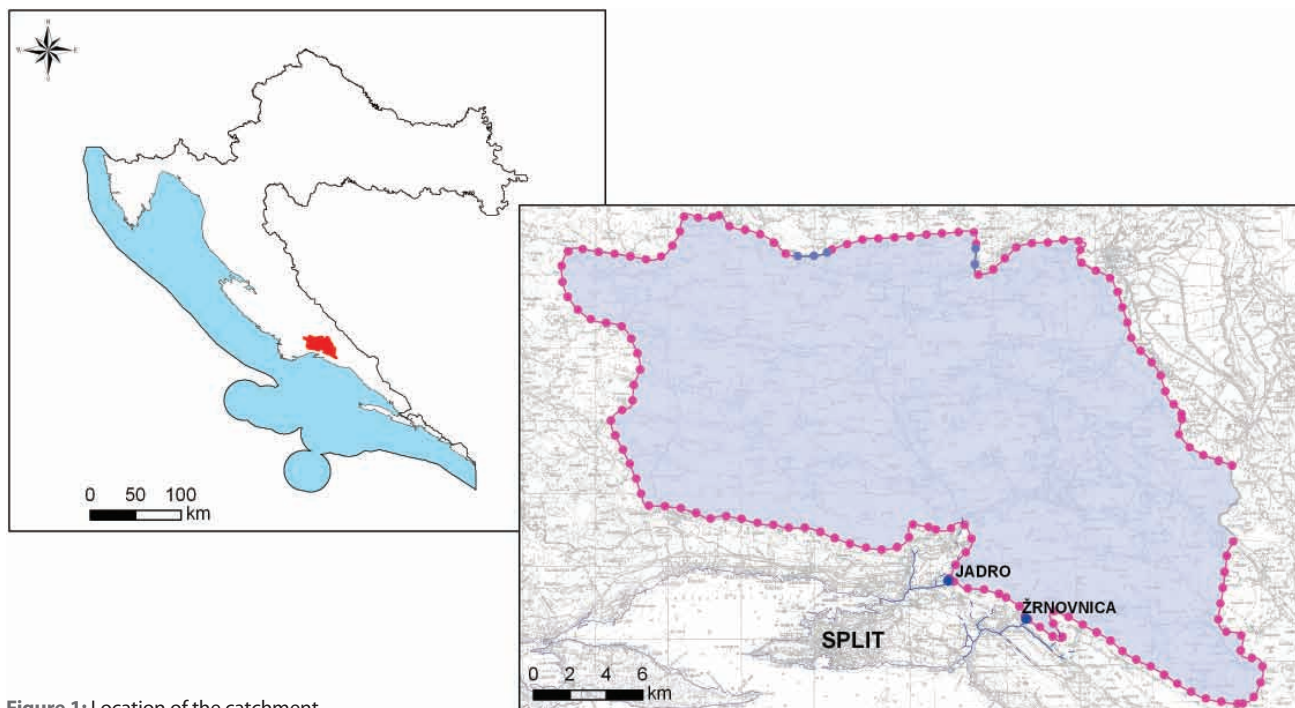 N
W E
0 50 100
km
JADRO
ŽRNOVNICA
SPLIT
0 2 4 6
km
Figure 1: Location of the catchment